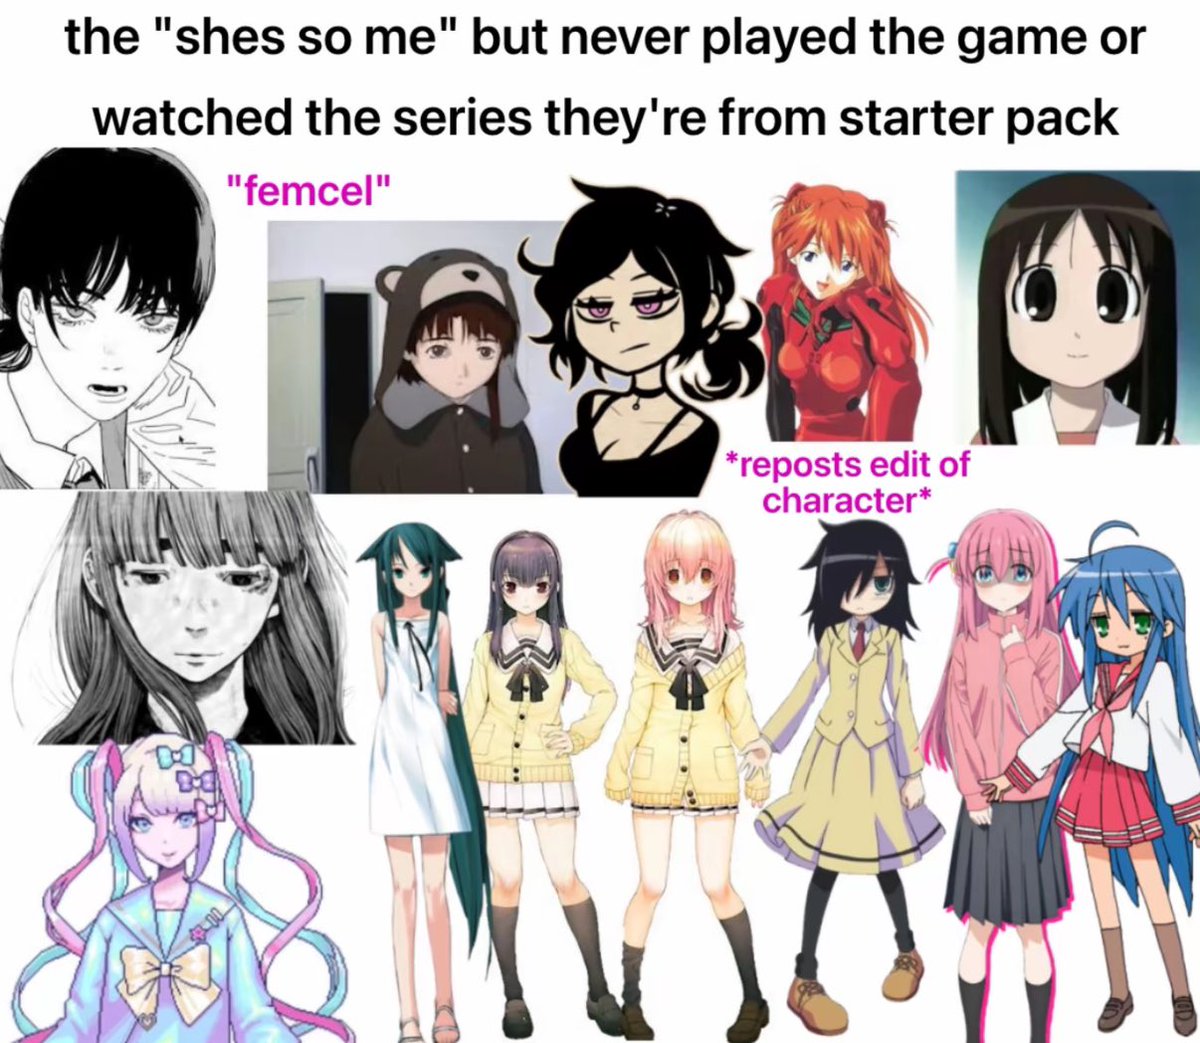 the "shes so me" but never played the game or
watched the series they're from starter pack
"femcel"
*reposts edit of
character*